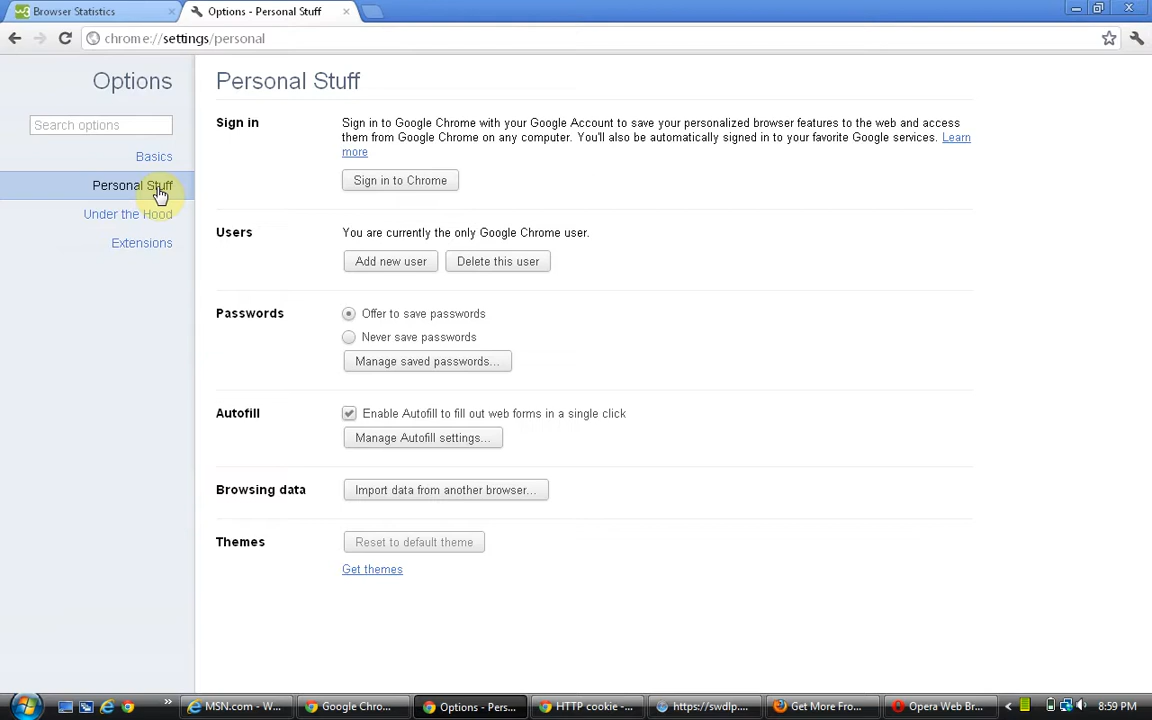 Browser Statistics
Options - Personal Stuff
chrome://settings/personal
Options
Search options
Basics
Personal Stuff
Under the Hood
Extensions
Personal Stuff
Sign in
Sign in to Google Chrome with your Google Account to save your personalized browser features to the web and access
them from Google Chrome on any computer. You'll also be automatically signed in to your favorite Google services. Learn
more
Sign in to Chrome
Users
You are currently the only Google Chrome user.
Add new user
Delete this user
Passwords
Offer to save passwords
Never save passwords
Manage saved passwords...
Autofill
Enable Autofill to fill out web forms in a single click
Manage Autofill settings...
Browsing data
Import data from another browser...
Themes
Reset to default theme
Get themes
MSN.com - W...
Google Chro...
Options - Pers...
HTTP cookie -...
https://swdlp....
Get More Fro...
Opera Web Br...
8:59 PM